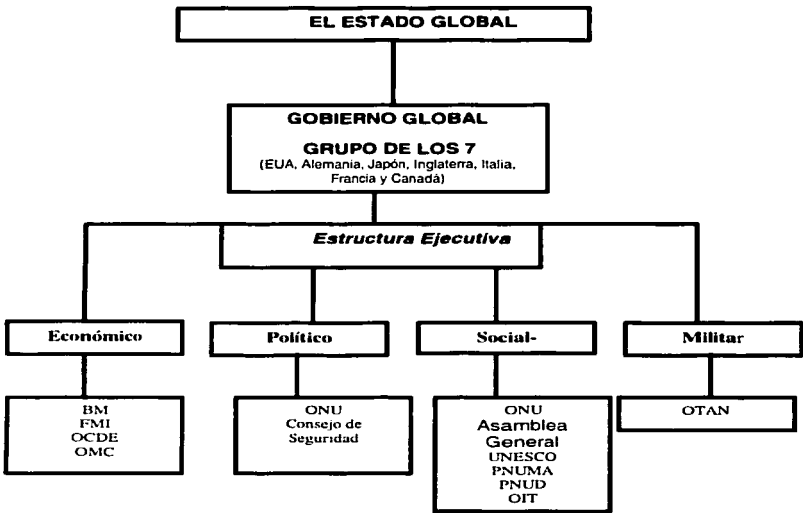 EL ESTADO GLOBAL
GOBIERNO GLOBAL
GRUPO DE LOS 7
(EUA, Alemania, Japón, Inglaterra, Italia,
Francia y Canadá)
Estructura Ejecutiva
Económico
Político
Social-
Militar
BM
FMI
OCDE
OMC
ONU
Consejo de
Seguridad
ONU
Asamblea
General
UNESCO
PNUMA
PNUD
OIT
OTAN